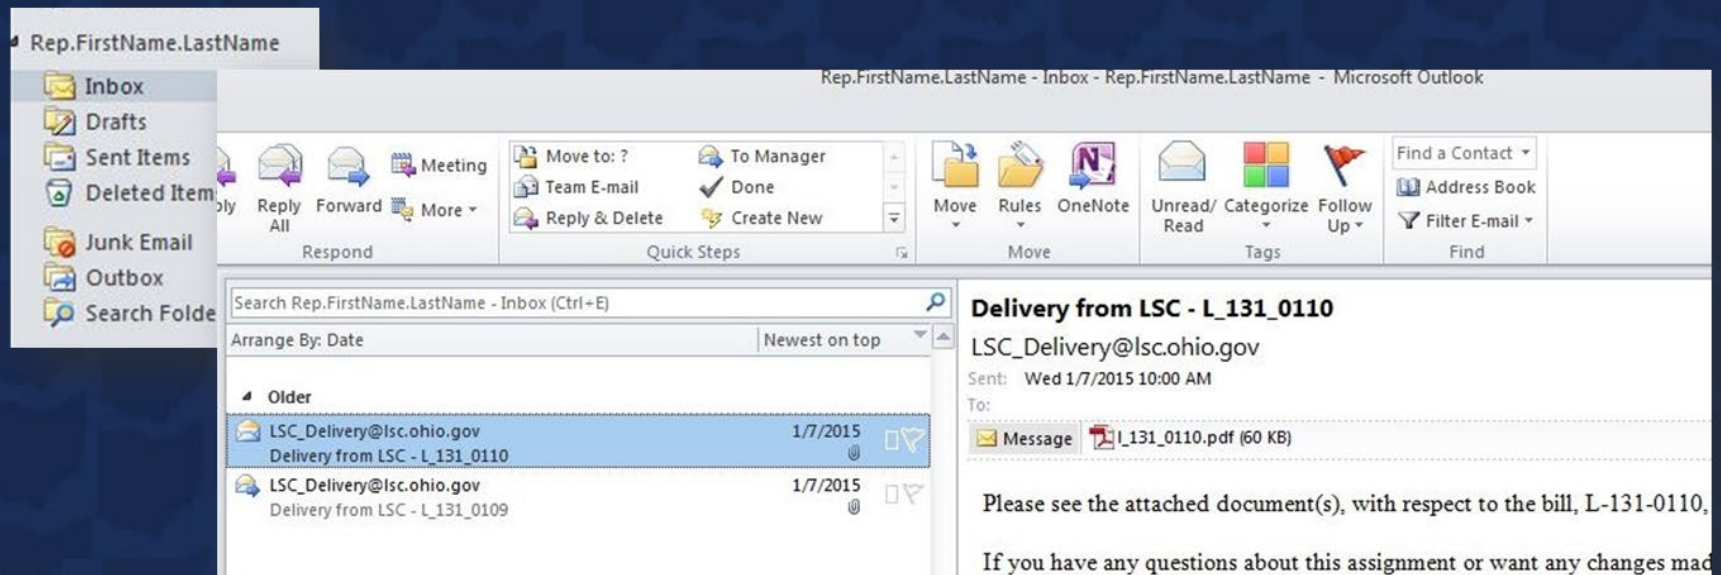 Rep.FirstName.LastName
Inbox
Drafts
Sent Items
Deleted Item
Junk Email
Outbox
Search Folde
Rep.FirstName.LastName - Inbox - Rep.FirstName.LastName - Microsoft Outlook
ply
Reply
All
Forward
Meeting
More
Respond
Move to: ?
Team E-mail
Reply & Delete
To Manager
Done
Create New
Quick Steps
Move
Rules
OneNote
Move
Unread/
Read
Categorize
Follow
Up
Tags
Find a Contact
Address Book
Filter E-mail
Find
Search Rep.FirstName.LastName - Inbox (Ctrl+E)
Arrange By: Date
Newest on top
Older
LSC_Delivery@lsc.ohio.gov 1/7/2015
Delivery from LSC - L_131_0110
LSC_Delivery@lsc.ohio.gov 1/7/2015
Delivery from LSC - L_131_0109
Delivery from LSC - L_131_0110
LSC_Delivery@lsc.ohio.gov
Sent: Wed 1/7/2015 10:00 AM
To:
Message l_131_0110.pdf (60 KB)
Please see the attached document(s), with respect to the bill, L-131-0110,
If you have any questions about this assignment or want any changes mad